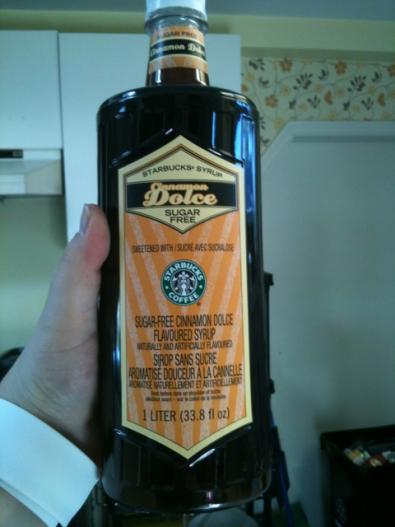 SUGAR FREE
Cinnamon Dolce
STARBUCKS® SYRUP
Cinnamon
Dolce
SUGAR
FREE
SWEETENED WITH / SUCRÉ AVEC SUCRALOSE
STARBUCKS
COFFEE
SUGAR-FREE CINNAMON DOLCE
FLAVOURED SYRUP
NATURALLY AND ARTIFICIALLY FLAVOURED
SIROP SANS SUCRE
AROMATISÉ DOUCEUR À LA CANNELLE
AROMATISÉ NATURELLEMENT ET ARTIFICIELLEMENT
1 LITER (33.8 fl oz)